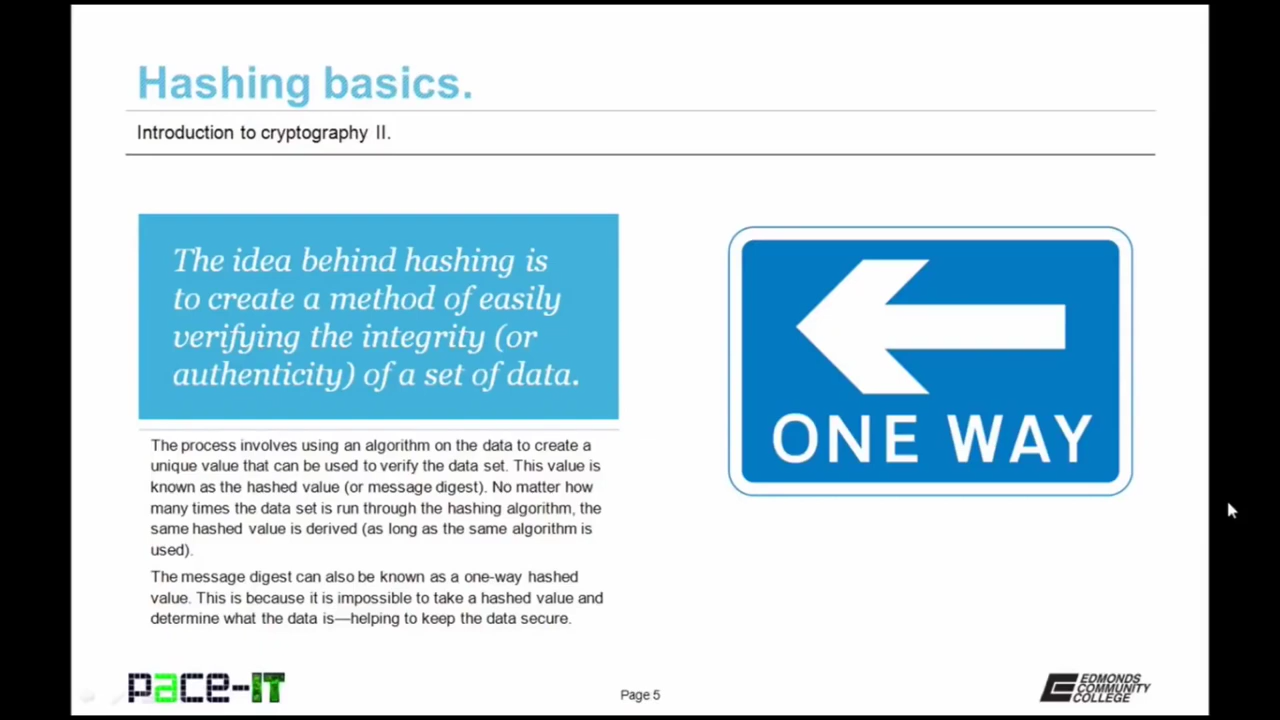 Hashing basics.
Introduction to cryptography II.
The idea behind hashing is
to create a method of easily
verifying the integrity (or
authenticity) of a set of data.
The process involves using an algorithm on the data to create a
unique value that can be used to verify the data set. This value is
known as the hashed value (or message digest). No matter how
many times the data set is run through the hashing algorithm, the
same hashed value is derived (as long as the same algorithm is
used).
The message digest can also be known as a one-way hashed
value. This is because it is impossible to take a hashed value and
determine what the data is—helping to keep the data secure.
ONE WAY
pace-IT
Page 5
EDMONDS
COMMUNITY
COLLEGE